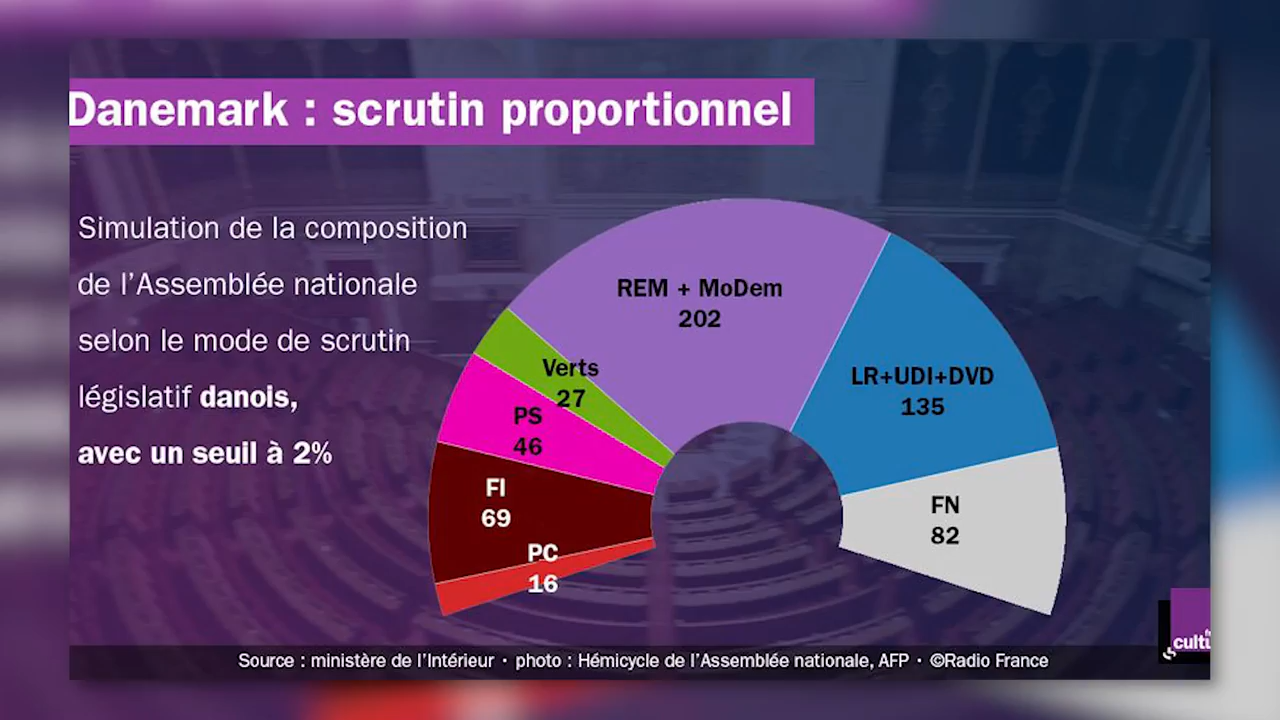 Danemark : scrutin proportionnel
Simulation de la composition
de l'Assemblée nationale
selon le mode de scrutin
législatif danois,
avec un seuil à 2%
REM + MoDem
202
LR+UDI+DVD
135
Verts
27
PS
46
FI
69
FN
82
PC
16
Source : ministère de l'Intérieur · photo : Hémicycle de l'Assemblée nationale, AFP · ©Radio France